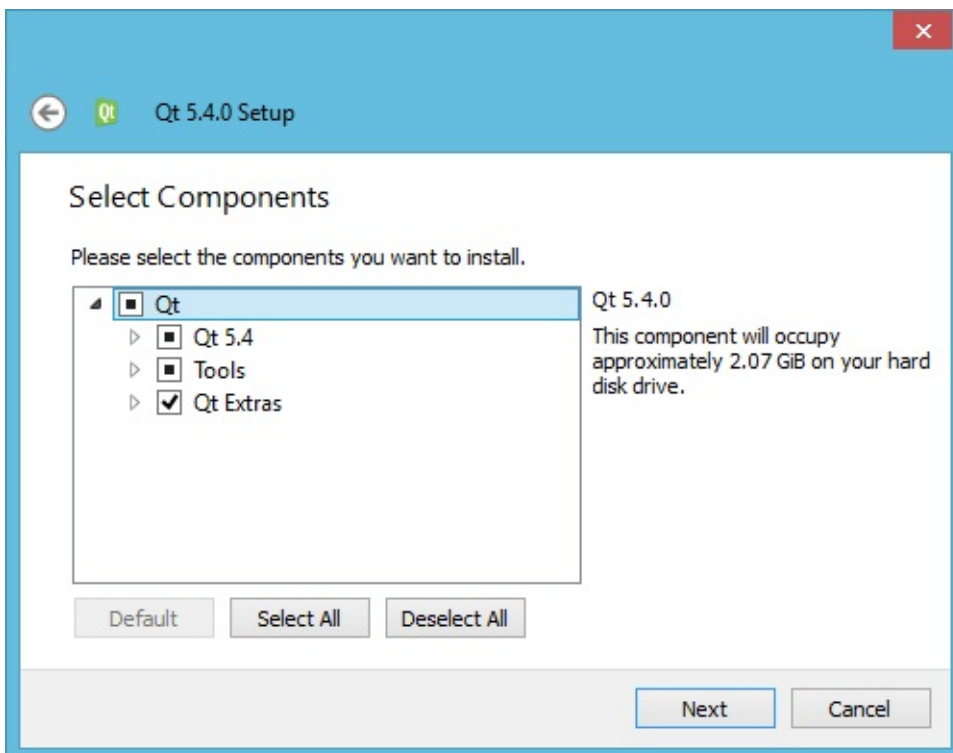 Qt
Qt 5.4.0 Setup
Select Components
Please select the components you want to install.
Qt
Qt 5.4
Tools
Qt Extras
Qt 5.4.0
This component will occupy
approximately 2.07 GiB on your hard
disk drive.
Default
Select All
Deselect All
Next
Cancel